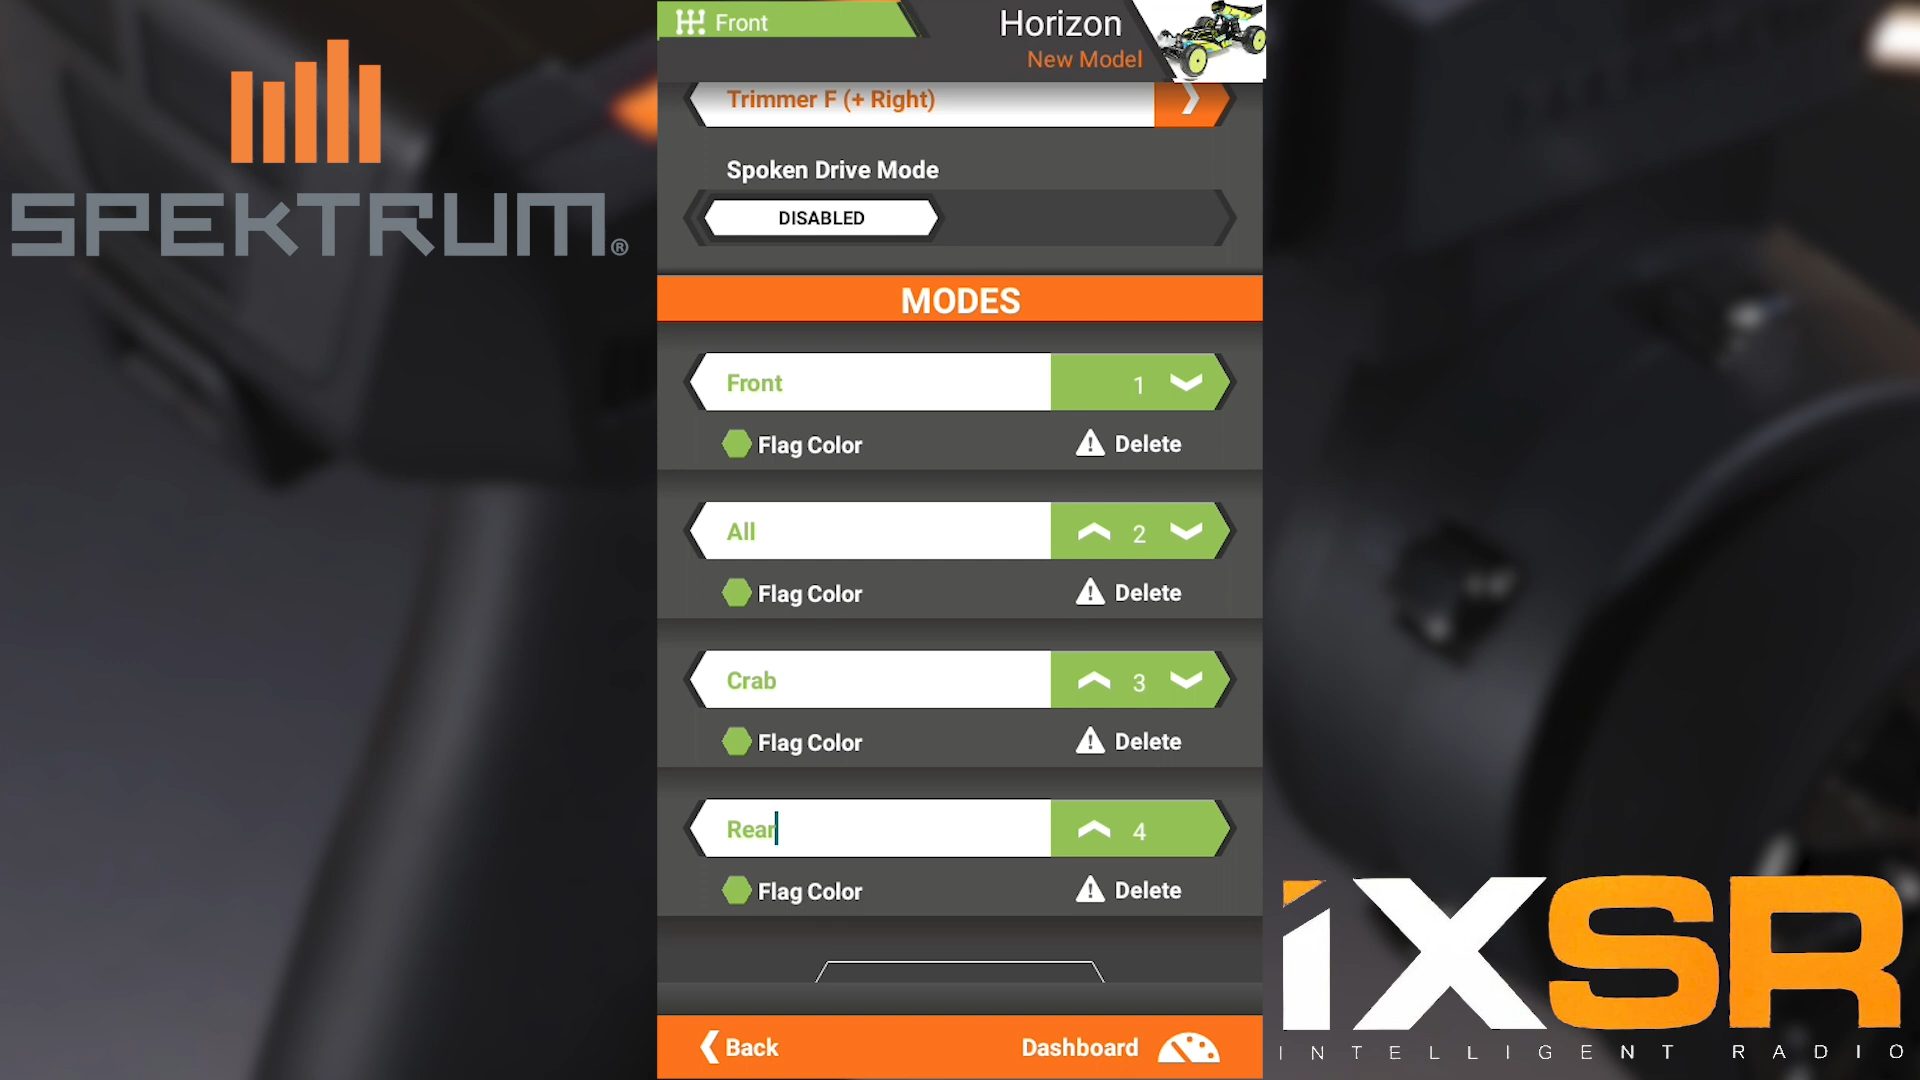 SPEKTRUM®
Front
Horizon
New Model
Trimmer F (+ Right)
Spoken Drive Mode
DISABLED
MODES
Front 1
Flag Color Delete
All 2
Flag Color Delete
Crab 3
Flag Color Delete
Rear 4
Flag Color Delete
Back Dashboard
iXSR
INTELLIGENT RADIO